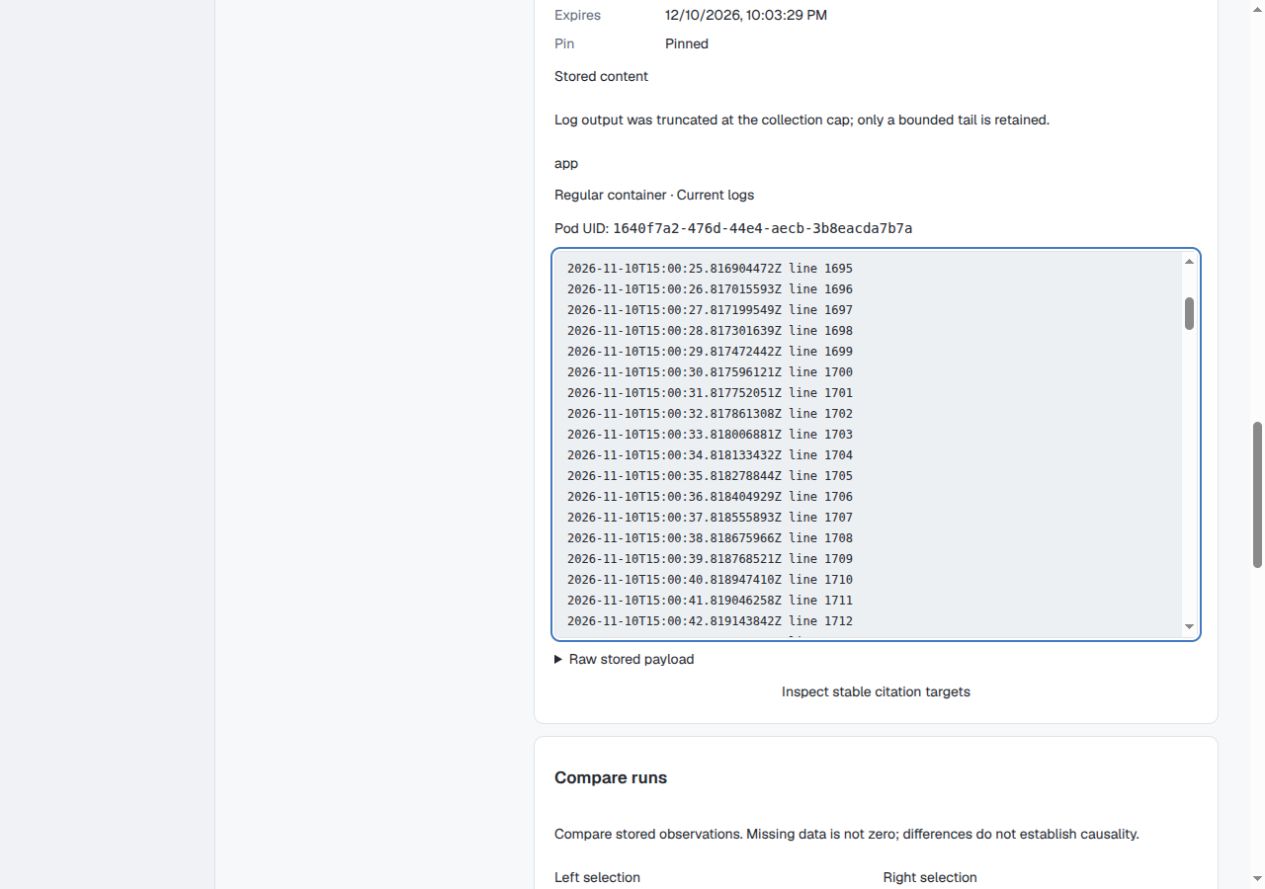 Expires 12/10/2026, 10:03:29 PM
Pin Pinned
Stored content
Log output was truncated at the collection cap; only a bounded tail is retained.
app
Regular container · Current logs
Pod UID: 1640f7a2-476d-44e4-aecb-3b8eacda7b7a
2026-11-10T15:00:25.816904472Z line 1695
2026-11-10T15:00:26.817015593Z line 1696
2026-11-10T15:00:27.817199549Z line 1697
2026-11-10T15:00:28.817301639Z line 1698
2026-11-10T15:00:29.817472442Z line 1699
2026-11-10T15:00:30.817596121Z line 1700
2026-11-10T15:00:31.817752051Z line 1701
2026-11-10T15:00:32.817861308Z line 1702
2026-11-10T15:00:33.818006881Z line 1703
2026-11-10T15:00:34.818133432Z line 1704
2026-11-10T15:00:35.818278844Z line 1705
2026-11-10T15:00:36.818404929Z line 1706
2026-11-10T15:00:37.818555893Z line 1707
2026-11-10T15:00:38.818675966Z line 1708
2026-11-10T15:00:39.818768521Z line 1709
2026-11-10T15:00:40.818947410Z line 1710
2026-11-10T15:00:41.819046258Z line 1711
2026-11-10T15:00:42.819143842Z line 1712
Raw stored payload
Inspect stable citation targets
Compare runs
Compare stored observations. Missing data is not zero; differences do not establish causality.
Left selection Right selection